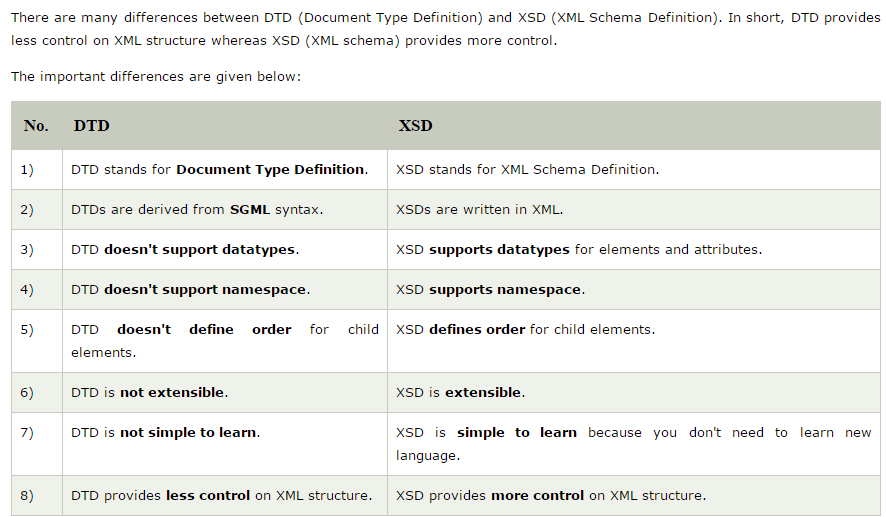 There are many differences between DTD (Document Type Definition) and XSD (XML Schema Definition). In short, DTD provides
less control on XML structure whereas XSD (XML schema) provides more control.
The important differences are given below:
No. DTD XSD
1) DTD stands for Document Type Definition. XSD stands for XML Schema Definition.
2) DTDs are derived from SGML syntax. XSDs are written in XML.
3) DTD doesn't support datatypes. XSD supports datatypes for elements and attributes.
4) DTD doesn't support namespace. XSD supports namespace.
5) DTD doesn't define order for child XSD defines order for child elements.
elements.
6) DTD is not extensible. XSD is extensible.
7) DTD is not simple to learn. XSD is simple to learn because you don't need to learn new
language.
8) DTD provides less control on XML structure. XSD provides more control on XML structure.